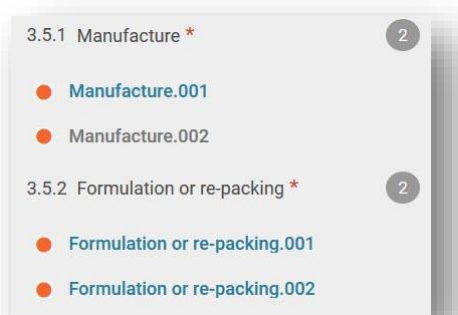 3.5.1 Manufacture * 2
Manufacture.001
Manufacture.002
3.5.2 Formulation or re-packing * 2
Formulation or re-packing.001
Formulation or re-packing.002